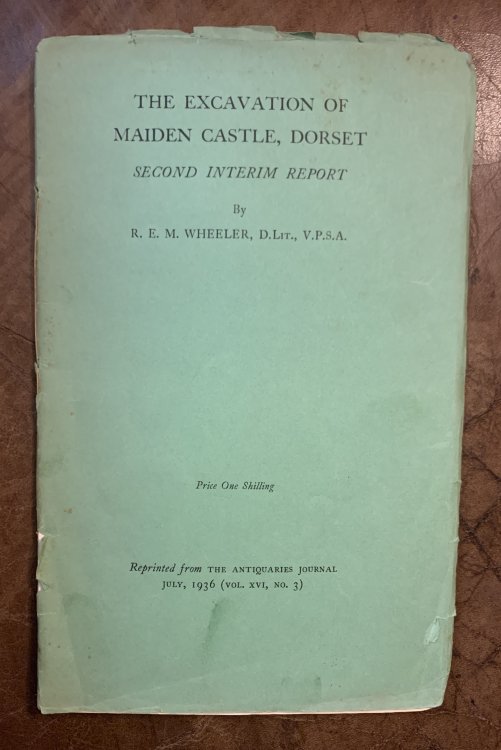 THE EXCAVATION OF
MAIDEN CASTLE, DORSET
SECOND INTERIM REPORT
By
R. E. M. WHEELER, D.LIT., V.P.S.A.
Price One Shilling
Reprinted from THE ANTIQUARIES JOURNAL
JULY, 1936 (VOL. XVI, NO. 3)